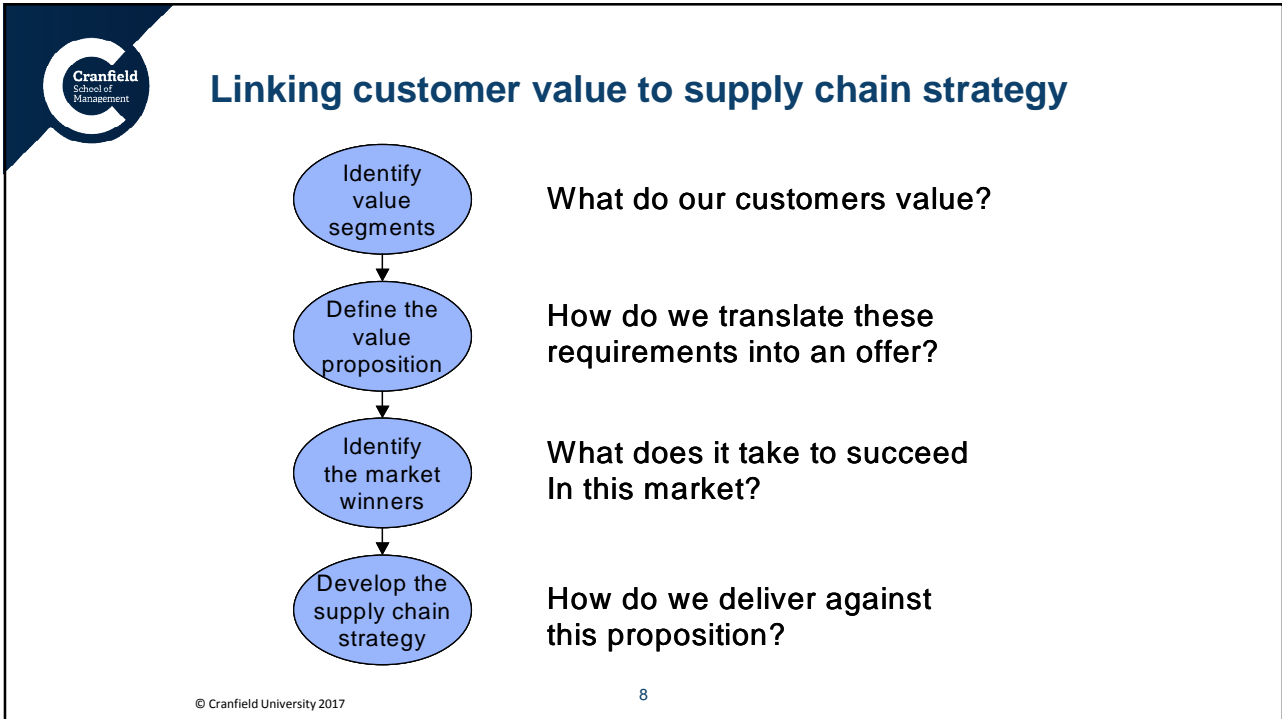 Cranfield
School of
Management
Linking customer value to supply chain strategy
Identify
value
segments
What do our customers value?
Define the
value
proposition
How do we translate these
requirements into an offer?
Identify
the market
winners
What does it take to succeed
In this market?
Develop the
supply chain
strategy
How do we deliver against
this proposition?
© Cranfield University 2017
8